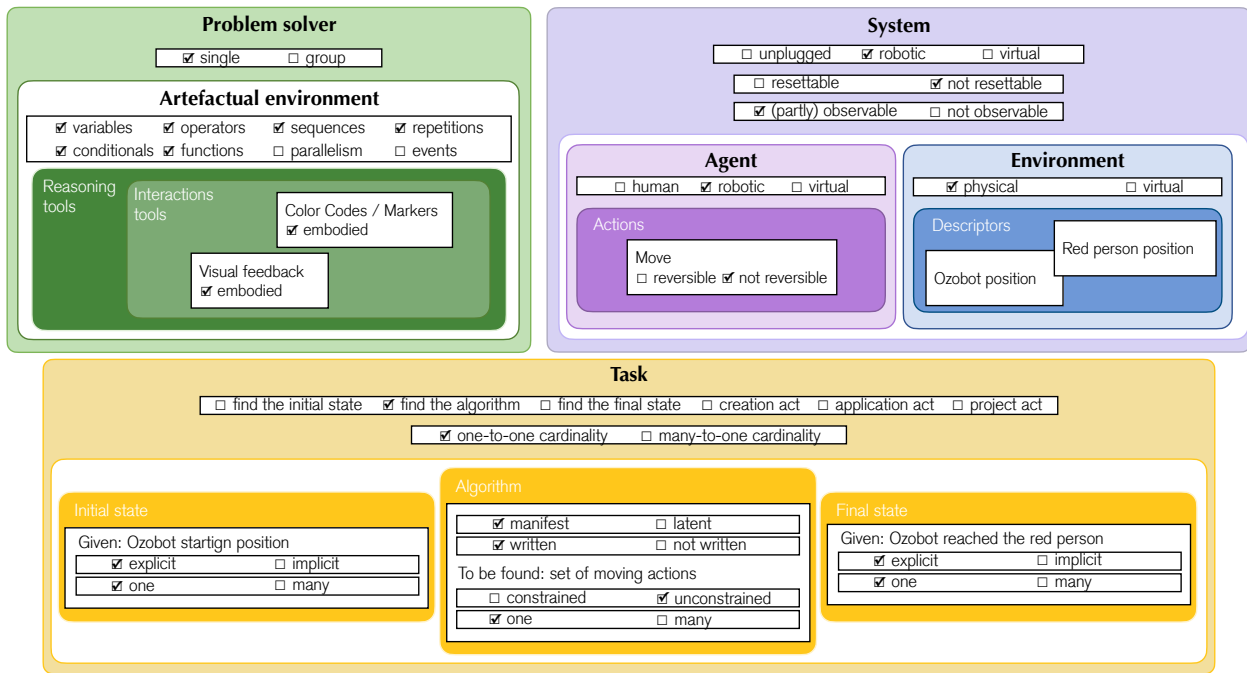 Problem solver
☑ single ☐ group
Artefactual environment
☑ variables ☑ operators ☑ sequences ☑ repetitions
☑ conditionals ☑ functions ☐ parallelism ☐ events
Reasoning
tools
Interactions
tools
Color Codes / Markers
☑ embodied
Visual feedback
☑ embodied
System
☐ unplugged ☑ robotic ☐ virtual
☐ resettable ☑ not resettable
☑ (partly) observable ☐ not observable
Agent
☐ human ☑ robotic ☐ virtual
Actions
Move
☐ reversible ☑ not reversible
Environment
☑ physical ☐ virtual
Descriptors
Red person position
Ozobot position
Task
☐ find the initial state ☑ find the algorithm ☐ find the final state ☐ creation act ☐ application act ☐ project act
☑ one-to-one cardinality ☐ many-to-one cardinality
Initial state
Given: Ozobot startign position
☑ explicit ☐ implicit
☑ one ☐ many
Algorithm
☑ manifest ☐ latent
☑ written ☐ not written
To be found: set of moving actions
☐ constrained ☑ unconstrained
☑ one ☐ many
Final state
Given: Ozobot reached the red person
☑ explicit ☐ implicit
☑ one ☐ many